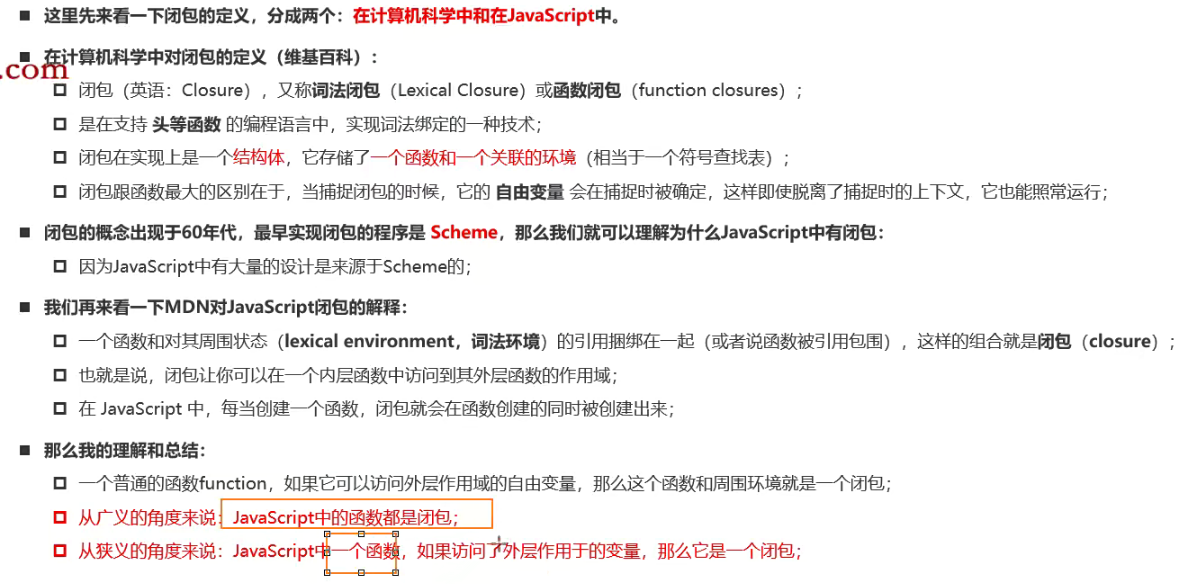 这里先来看一下闭包的定义，分成两个：在计算机科学中和在JavaScript中。
在计算机科学中对闭包的定义（维基百科）：
.com
闭包（英语：Closure），又称词法闭包（Lexical Closure）或函数闭包（function closures）；
是在支持 头等函数 的编程语言中，实现词法绑定的一种技术；
闭包在实现上是一个结构体，它存储了一个函数和一个关联的环境（相当于一个符号查找表）；
闭包跟函数最大的区别在于，当捕捉闭包的时候，它的 自由变量 会在捕捉时被确定，这样即使脱离了捕捉时的上下文，它也能照常运行；
闭包的概念出现于60年代，最早实现闭包的程序是 Scheme，那么我们就可以理解为什么JavaScript中有闭包：
因为JavaScript中有大量的设计是来源于Scheme的；
我们再来看一下MDN对JavaScript闭包的解释：
一个函数和对其周围状态（lexical environment，词法环境）的引用捆绑在一起（或者说函数被引用包围），这样的组合就是闭包（closure）；
也就是说，闭包让你可以在一个内层函数中访问到其外层函数的作用域；
在 JavaScript 中，每当创建一个函数，闭包就会在函数创建的同时被创建出来；
那么我的理解和总结：
一个普通的函数function，如果它可以访问外层作用域的自由变量，那么这个函数和周围环境就是一个闭包；
从广义的角度来说：JavaScript中的函数都是闭包；
从狭义的角度来说：JavaScript中一个函数，如果访问了外层作用于的变量，那么它是一个闭包；